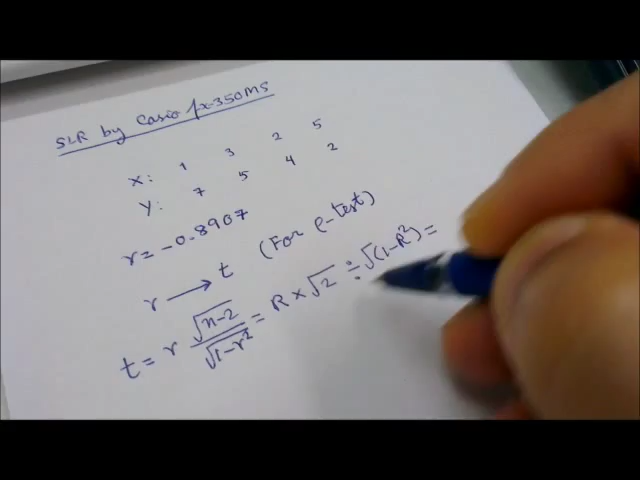 SLR by Casio fx-350MS
X: 1 3 2 5
Y: 7 5 4 2
r = -0.8907
r → t (For ρ-test)
t = r √(n-2) / √(1-r²) = R × √2 ÷ √(1-R²) =